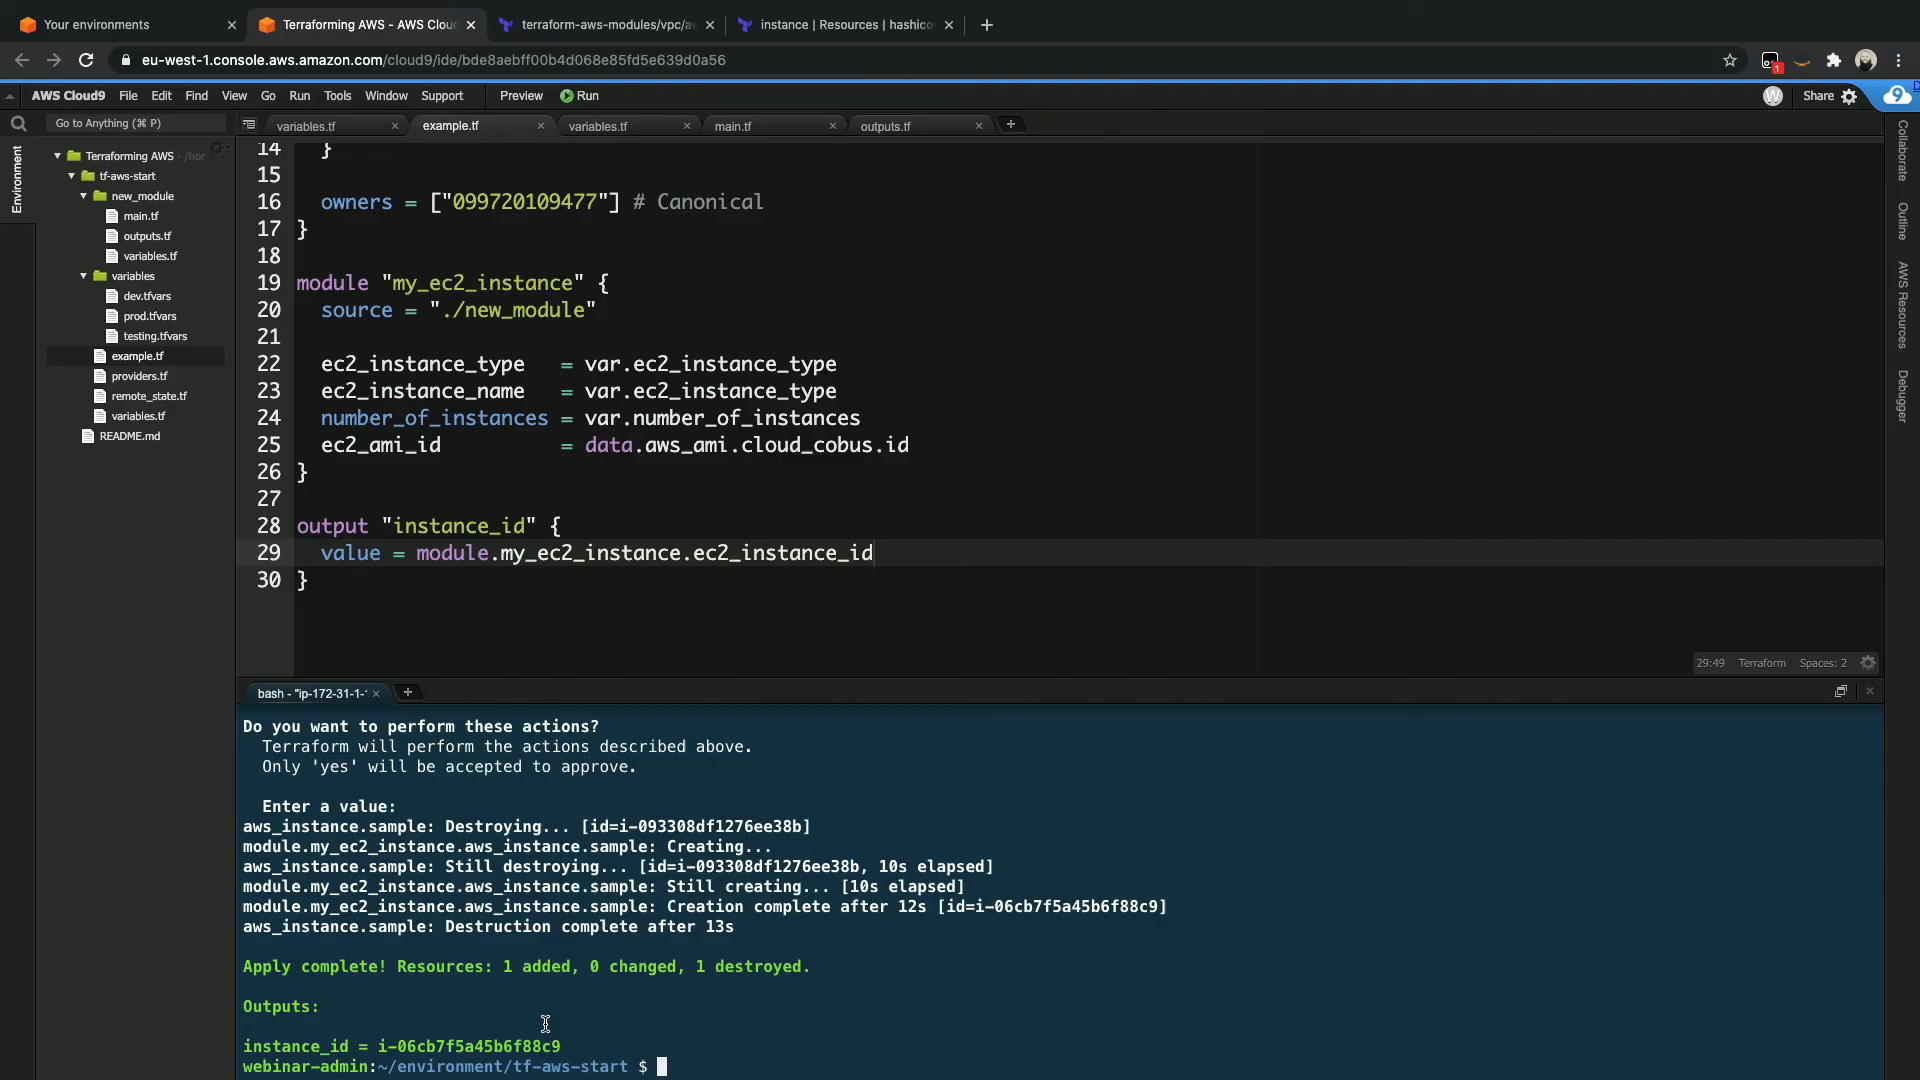 Your environments
Terraforming AWS - AWS Clou
terraform-aws-modules/vpc/a
instance | Resources | hashico
eu-west-1.console.aws.amazon.com/cloud9/ide/bde8aebff00b4d068e85fd5e639d0a56
1
AWS Cloud9 File Edit Find View Go Run Tools Window Support Preview Run
W Share 9
Go to Anything (⌘ P)
variables.tf
example.tf
variables.tf
main.tf
outputs.tf
Environment
Terraforming AWS - /hor
tf-aws-start
new_module
main.tf
outputs.tf
variables.tf
variables
dev.tfvars
prod.tfvars
testing.tfvars
example.tf
providers.tf
remote_state.tf
variables.tf
README.md
14 }
15
16 owners = ["099720109477"] # Canonical
17 }
18
19 module "my_ec2_instance" {
20 source = "./new_module"
21
22 ec2_instance_type = var.ec2_instance_type
23 ec2_instance_name = var.ec2_instance_type
24 number_of_instances = var.number_of_instances
25 ec2_ami_id = data.aws_ami.cloud_cobus.id
26 }
27
28 output "instance_id" {
29 value = module.my_ec2_instance.ec2_instance_id
30 }
29:49 Terraform Spaces: 2
Collaborate
Outline
AWS Resources
Debugger
bash - "ip-172-31-1-
Do you want to perform these actions?
Terraform will perform the actions described above.
Only 'yes' will be accepted to approve.
Enter a value:
aws_instance.sample: Destroying... [id=i-093308df1276ee38b]
module.my_ec2_instance.aws_instance.sample: Creating...
aws_instance.sample: Still destroying... [id=i-093308df1276ee38b, 10s elapsed]
module.my_ec2_instance.aws_instance.sample: Still creating... [10s elapsed]
module.my_ec2_instance.aws_instance.sample: Creation complete after 12s [id=i-06cb7f5a45b6f88c9]
aws_instance.sample: Destruction complete after 13s
Apply complete! Resources: 1 added, 0 changed, 1 destroyed.
Outputs:
instance_id = i-06cb7f5a45b6f88c9
webinar-admin:~/environment/tf-aws-start $